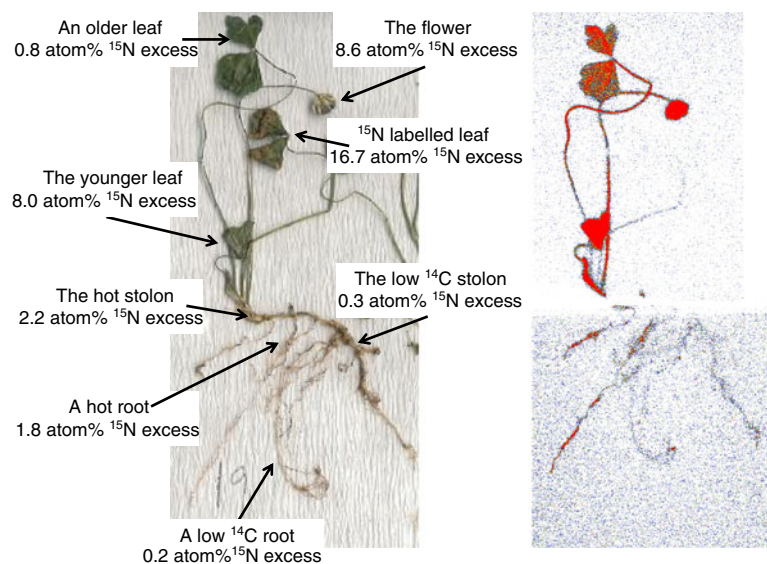 An older leaf
0.8 atom% ¹⁵N excess
The flower
8.6 atom% ¹⁵N excess
¹⁵N labelled leaf
16.7 atom% ¹⁵N excess
The younger leaf
8.0 atom% ¹⁵N excess
The low ¹⁴C stolon
0.3 atom% ¹⁵N excess
The hot stolon
2.2 atom% ¹⁵N excess
A hot root
1.8 atom% ¹⁵N excess
19
A low ¹⁴C root
0.2 atom%¹⁵N excess